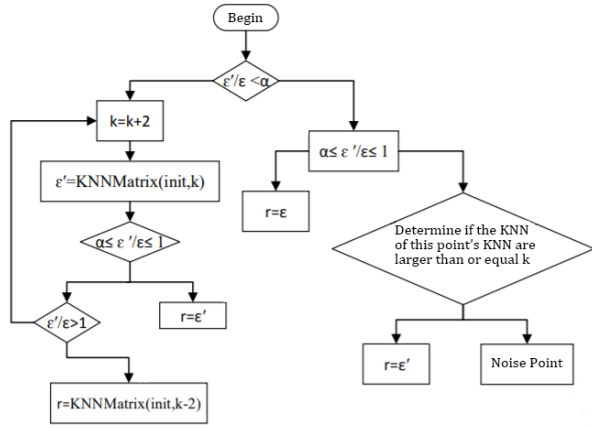 Begin
ε′/ε <α
k=k+2
α≤ ε ′/ε≤ 1
ε′=KNNMatrix(init,k)
r=ε
Determine if the KNN
of this point's KNN are
larger than or equal k
α≤ ε ′/ε≤ 1
ε′/ε>1
r=ε′
r=ε′
Noise Point
r=KNNMatrix(init,k-2)